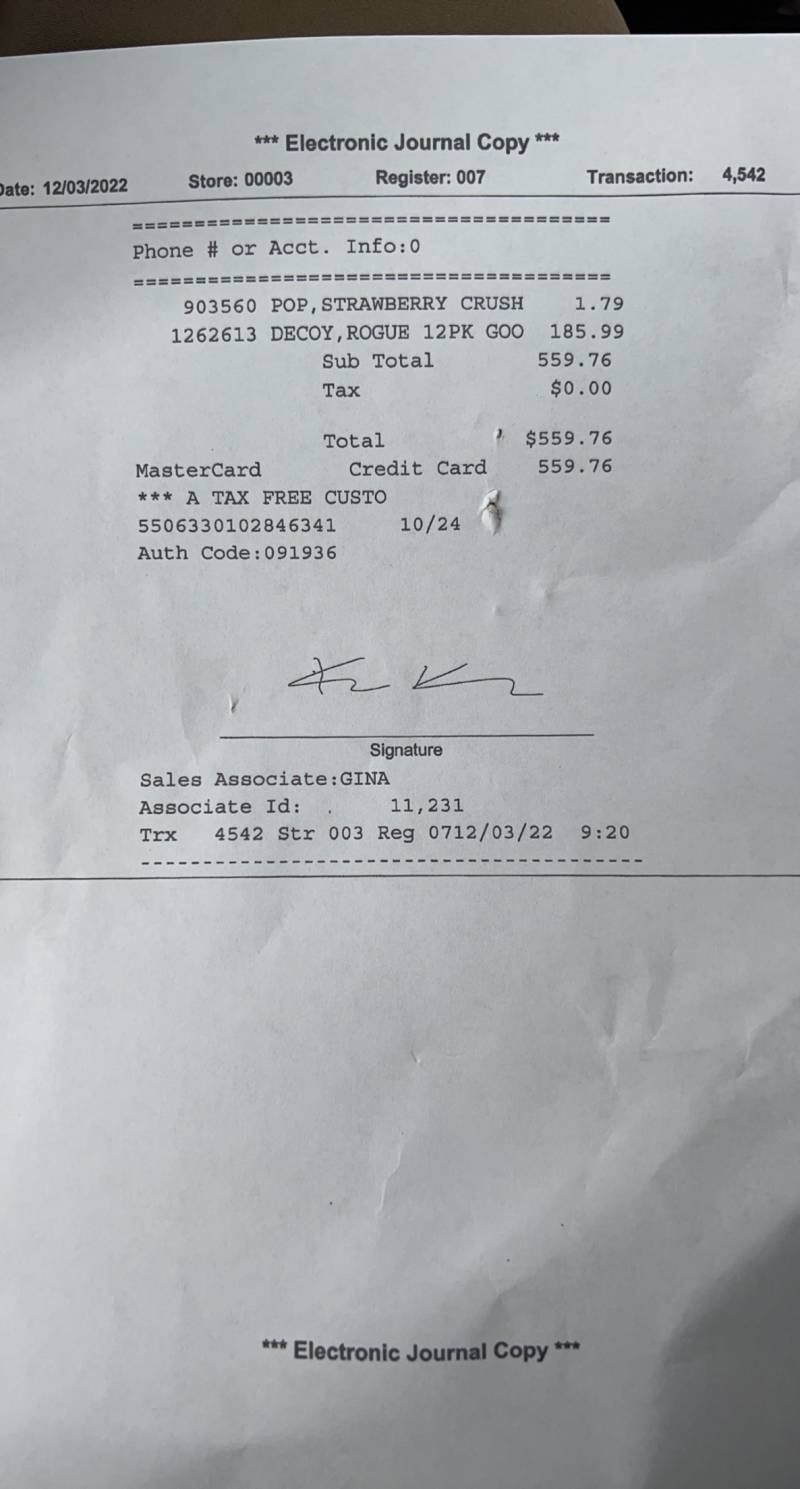 *** Electronic Journal Copy ***
Date: 12/03/2022 Store: 00003 Register: 007 Transaction: 4,542
======================================
Phone # or Acct. Info:0
======================================
903560 POP,STRAWBERRY CRUSH 1.79
1262613 DECOY,ROGUE 12PK GOO 185.99
Sub Total 559.76
Tax $0.00
Total $559.76
MasterCard Credit Card 559.76
*** A TAX FREE CUSTO
5506330102846341 10/24
Auth Code:091936
Signature
Sales Associate:GINA
Associate Id: 11,231
Trx 4542 Str 003 Reg 0712/03/22 9:20
----------------------------------------
*** Electronic Journal Copy ***